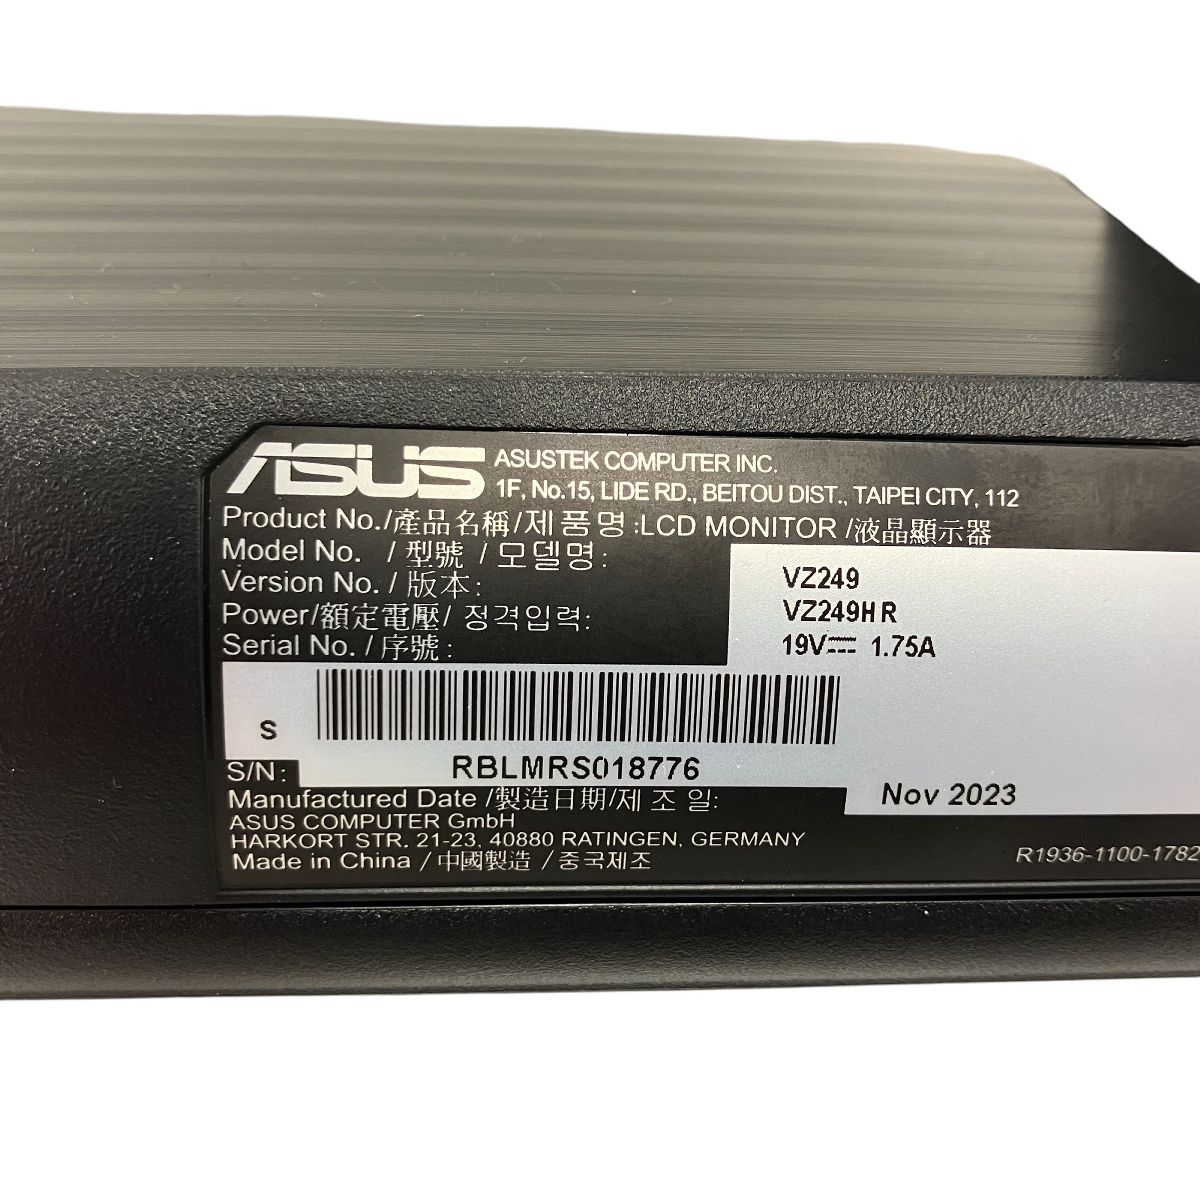 ASUS ASUSTEK COMPUTER INC.
1F, No.15, LIDE RD., BEITOU DIST., TAIPEI CITY, 112
Product No./產品名稱/제품명:LCD MONITOR /液晶顯示器
Model No. / 型號 / 모델명: VZ249
Version No. / 版本: VZ249HR
Power/額定電壓/ 정격입력: 19V⎓ 1.75A
Serial No. / 序號:
S
S/N: RBLMRS018776
Manufactured Date /製造日期/제조일: Nov 2023
ASUS COMPUTER GmbH
HARKORT STR. 21-23, 40880 RATINGEN, GERMANY
Made in China / 中國製造 / 중국제조
R1936-1100-1782